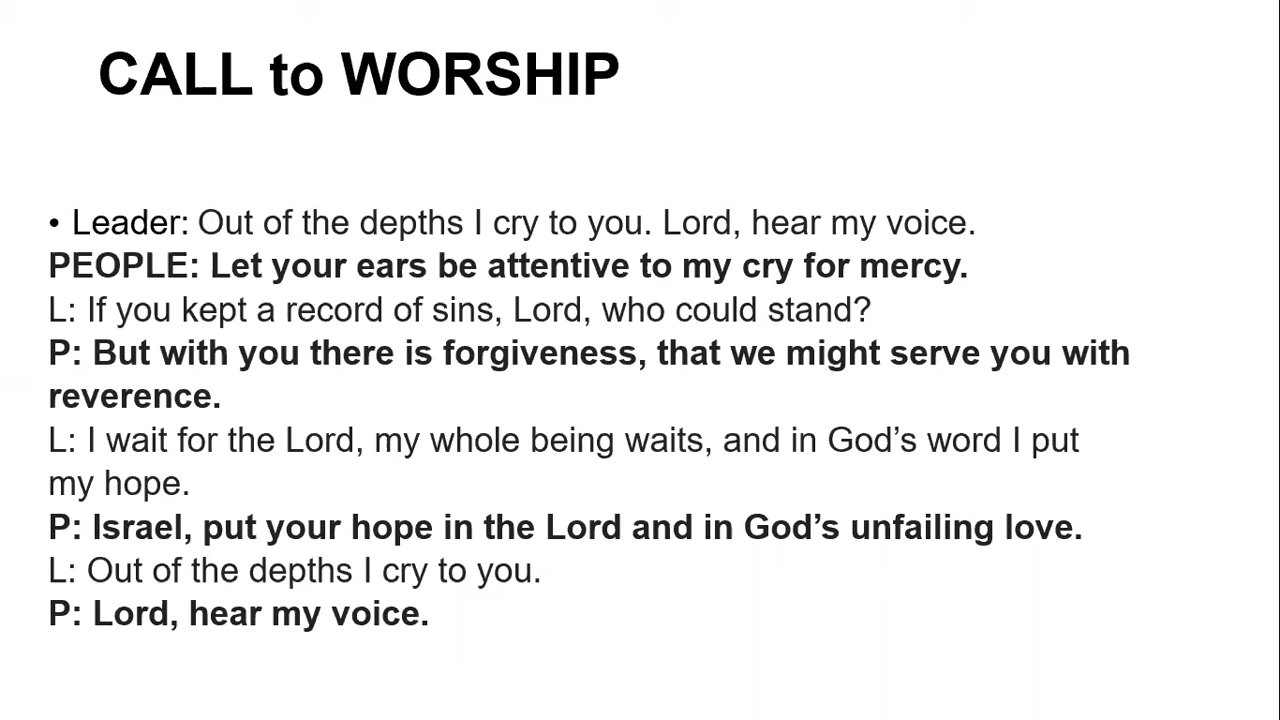 CALL to WORSHIP
• Leader: Out of the depths I cry to you. Lord, hear my voice.
PEOPLE: Let your ears be attentive to my cry for mercy.
L: If you kept a record of sins, Lord, who could stand?
P: But with you there is forgiveness, that we might serve you with
reverence.
L: I wait for the Lord, my whole being waits, and in God’s word I put
my hope.
P: Israel, put your hope in the Lord and in God’s unfailing love.
L: Out of the depths I cry to you.
P: Lord, hear my voice.